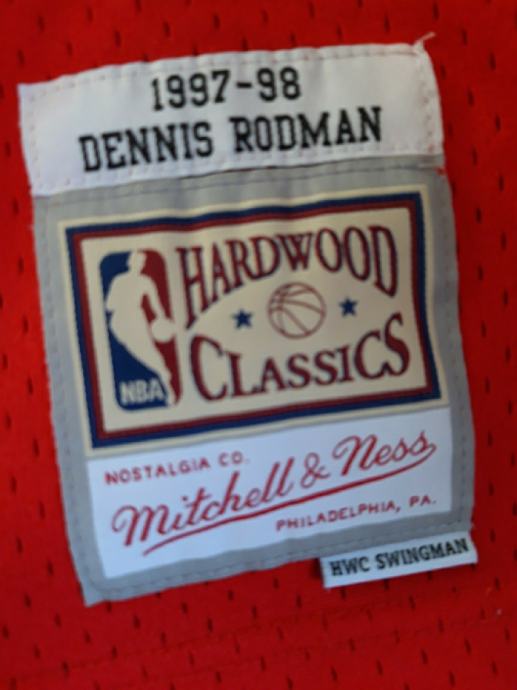 1997-98
DENNIS RODMAN
HARDWOOD
CLASSICS
NBA
NOSTALGIA CO.
Mitchell & Ness
PHILADELPHIA, PA.
HWC SWINGMAN